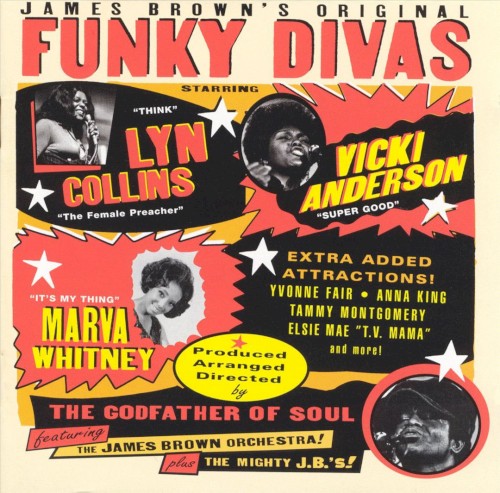 JAMES BROWN'S ORIGINAL
FUNKY DIVAS
STARRING
"THINK"
LYN
COLLINS
"The Female Preacher"
VICKI
ANDERSON
"SUPER GOOD"
"IT'S MY THING"
MARVA
WHITNEY
EXTRA ADDED
ATTRACTIONS!
YVONNE FAIR • ANNA KING
TAMMY MONTGOMERY
ELSIE MAE "T.V. MAMA"
and more!
Produced
Arranged
Directed
by
THE GODFATHER OF SOUL
featuring
THE JAMES BROWN ORCHESTRA!
plus THE MIGHTY J.B.'s!